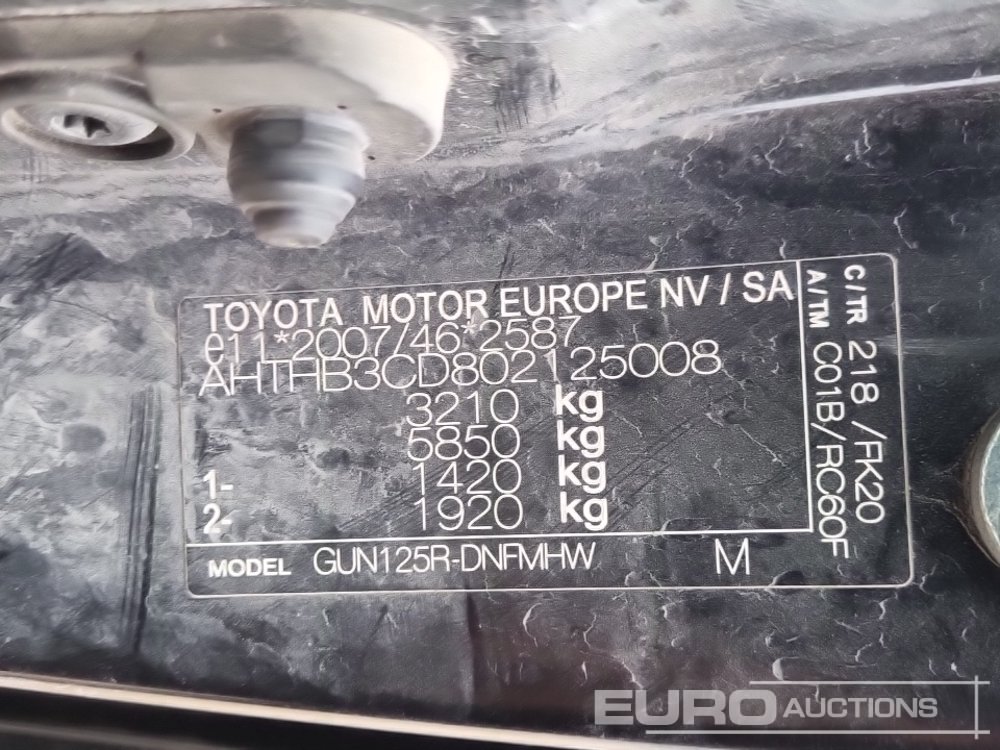 TOYOTA MOTOR EUROPE NV / SA
e11*2007/46*2587
AHTHB3CD802125008
3210 kg
5850 kg
1- 1420 kg
2- 1920 kg
MODEL GUN125R-DNFMHW M
C/TR 218 /FK20
A/TM C01B/RC60F
EURO AUCTIONS